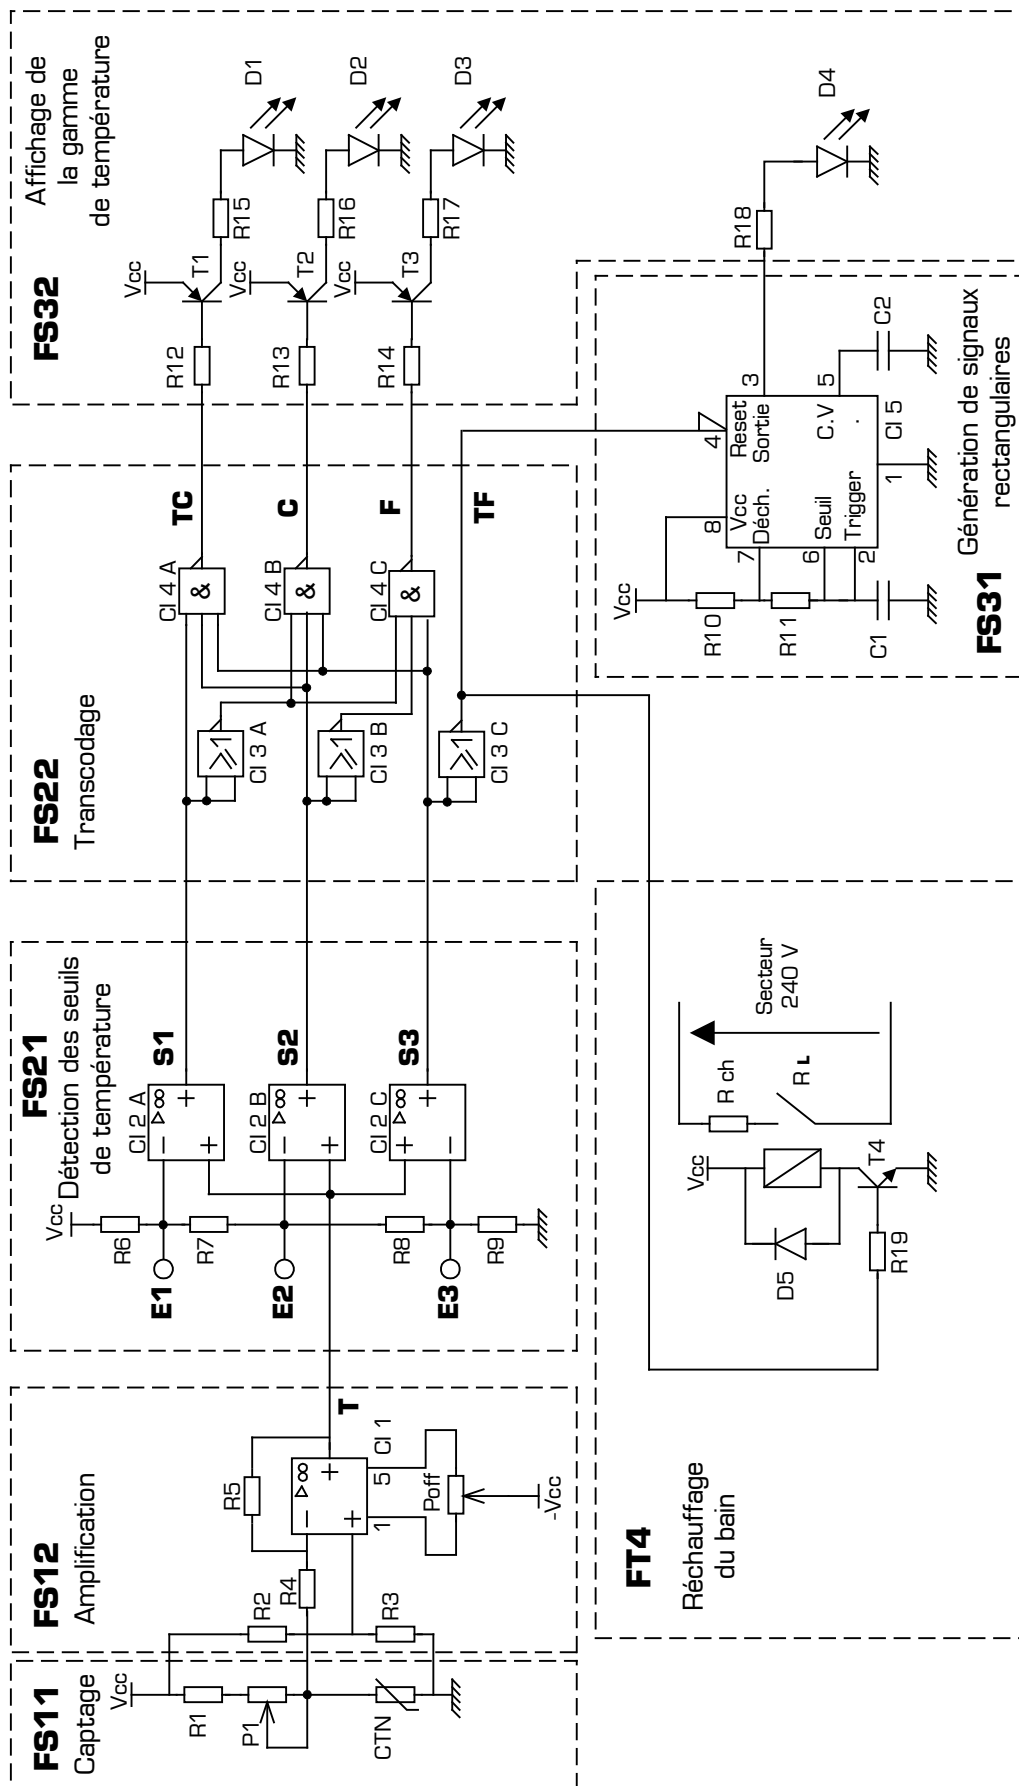 FS11
Captage
Vcc
R1
P1
CTN
FS12
Amplification
R2
R4
R3
R5
▷ ∞
−
+
+
CI 1
1
5
Poff
-Vcc
T
FS21
Détection des seuils
de température
Vcc
R6
R7
R8
R9
E1
E2
E3
CI 2 A
▷ ∞
−
+
+
S1
CI 2 B
▷ ∞
−
+
+
S2
CI 2 C
▷ ∞
+
−
+
S3
FS22
Transcodage
≥1
CI 3 A
≥1
CI 3 B
≥1
CI 3 C
CI 4 A
&
TC
CI 4 B
&
C
CI 4 C
&
F
TF
FS32
Affichage de
la gamme
de température
R12
R13
R14
Vcc
T1
Vcc
T2
Vcc
T3
R15
R16
R17
D1
D2
D3
R18
D4
FT4
Réchauffage
du bain
R19
D5
Vcc
T4
R ch
RL
Secteur
240 V
FS31
Génération de signaux
rectangulaires
Vcc
R10
R11
C1
8
Vcc
7
Déch.
6
Seuil
2
Trigger
4
Reset
3
Sortie
5
C.V
.
1
CI 5
C2